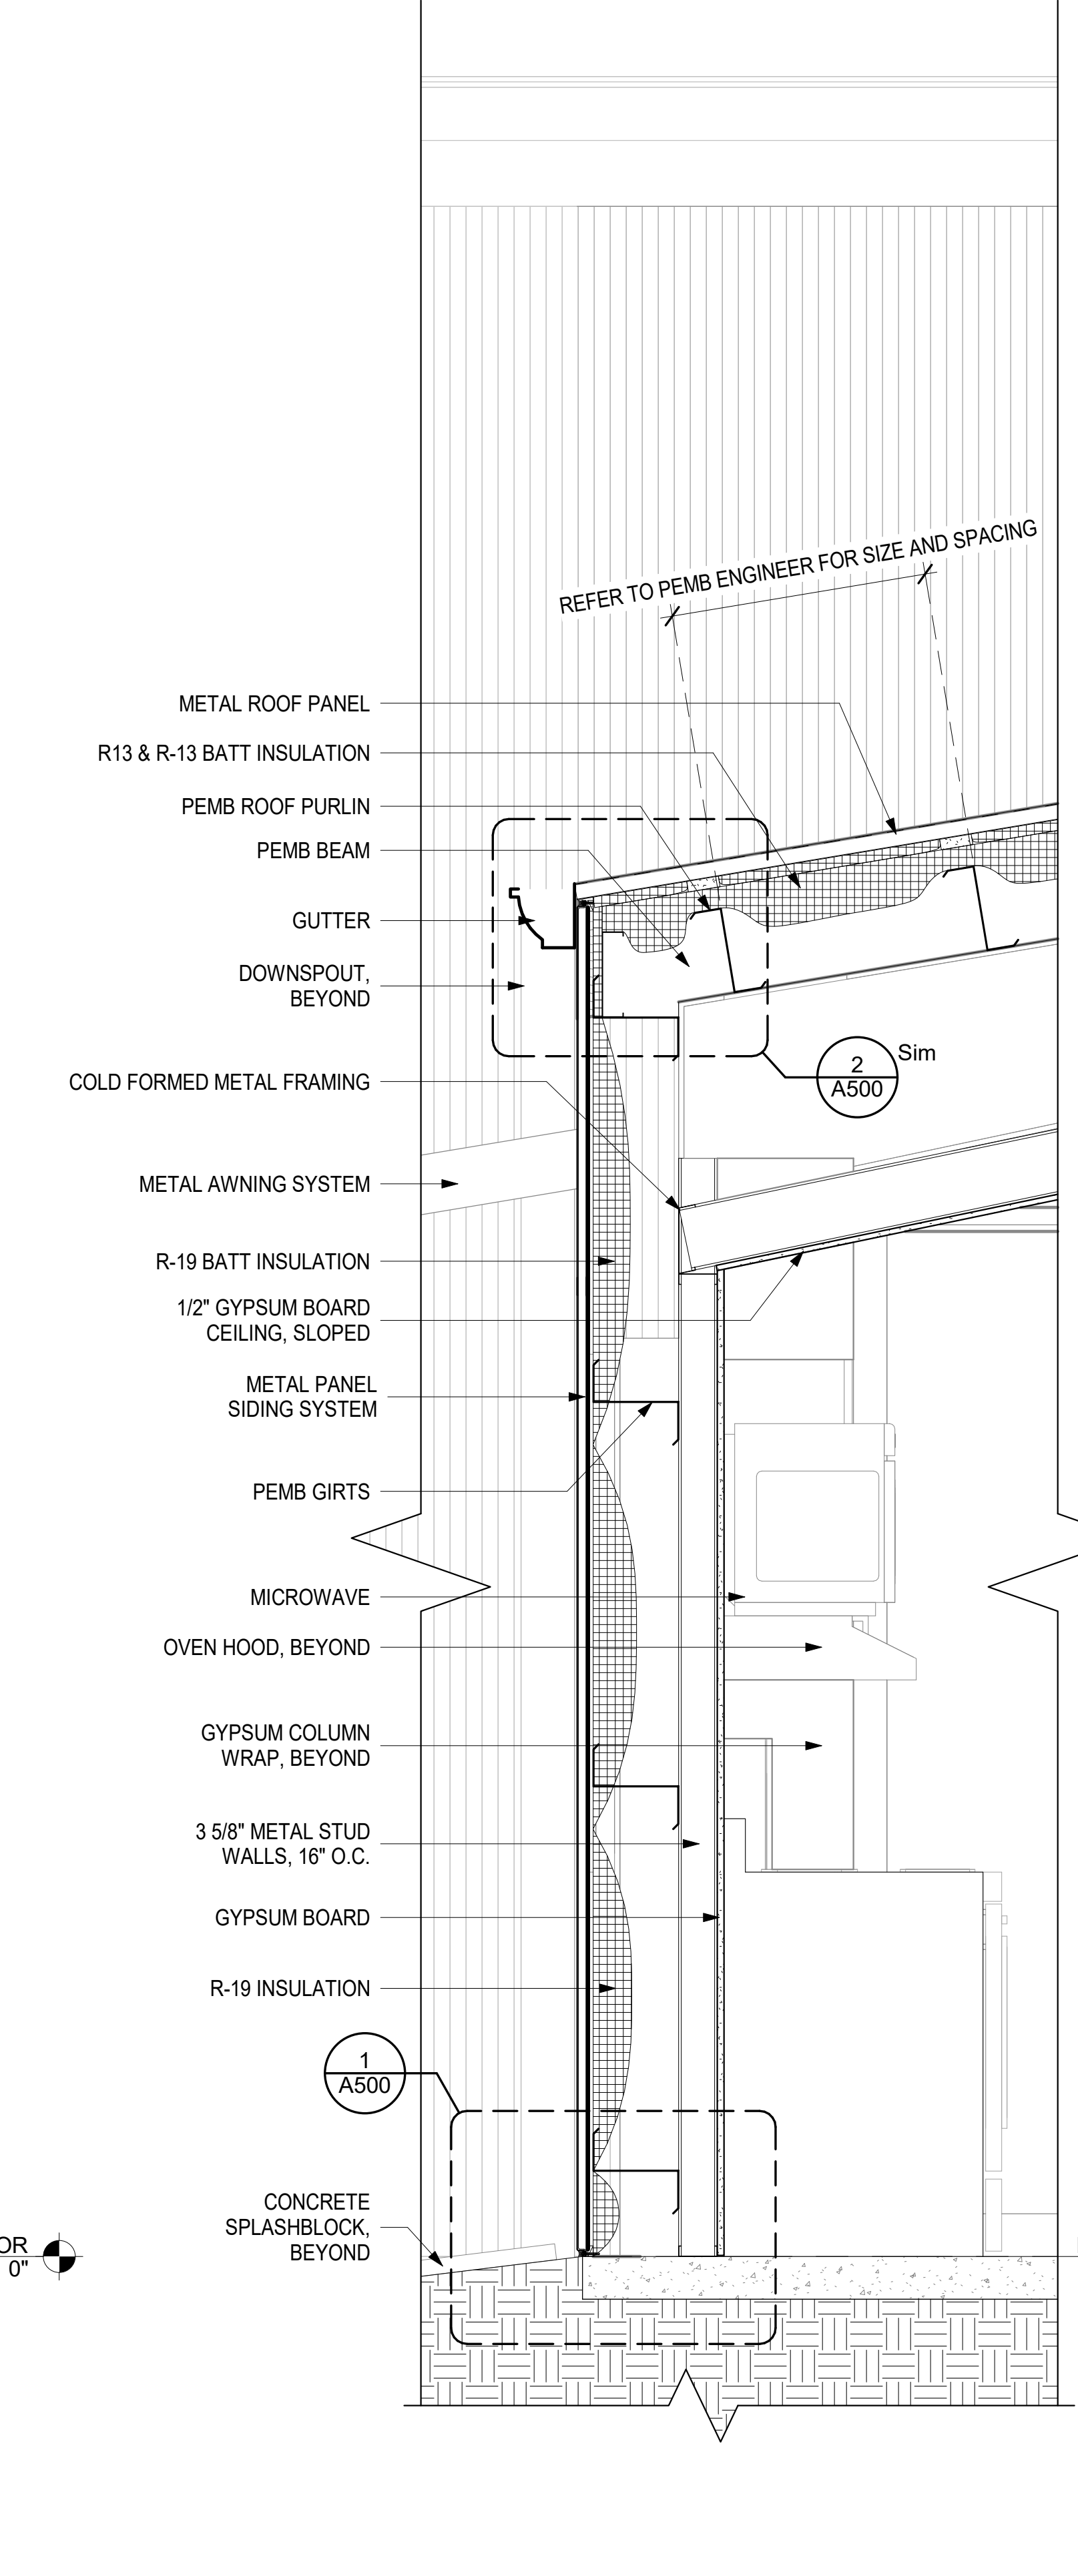 REFER TO PEMB ENGINEER FOR SIZE AND SPACING
METAL ROOF PANEL
R13 & R-13 BATT INSULATION
PEMB ROOF PURLIN
PEMB BEAM
GUTTER
DOWNSPOUT,
BEYOND
2
Sim
A500
COLD FORMED METAL FRAMING
METAL AWNING SYSTEM
R-19 BATT INSULATION
1/2" GYPSUM BOARD
CEILING, SLOPED
METAL PANEL
SIDING SYSTEM
PEMB GIRTS
MICROWAVE
OVEN HOOD, BEYOND
GYPSUM COLUMN
WRAP, BEYOND
3 5/8" METAL STUD
WALLS, 16" O.C.
GYPSUM BOARD
R-19 INSULATION
1
A500
CONCRETE
SPLASHBLOCK,
BEYOND
OR
0"